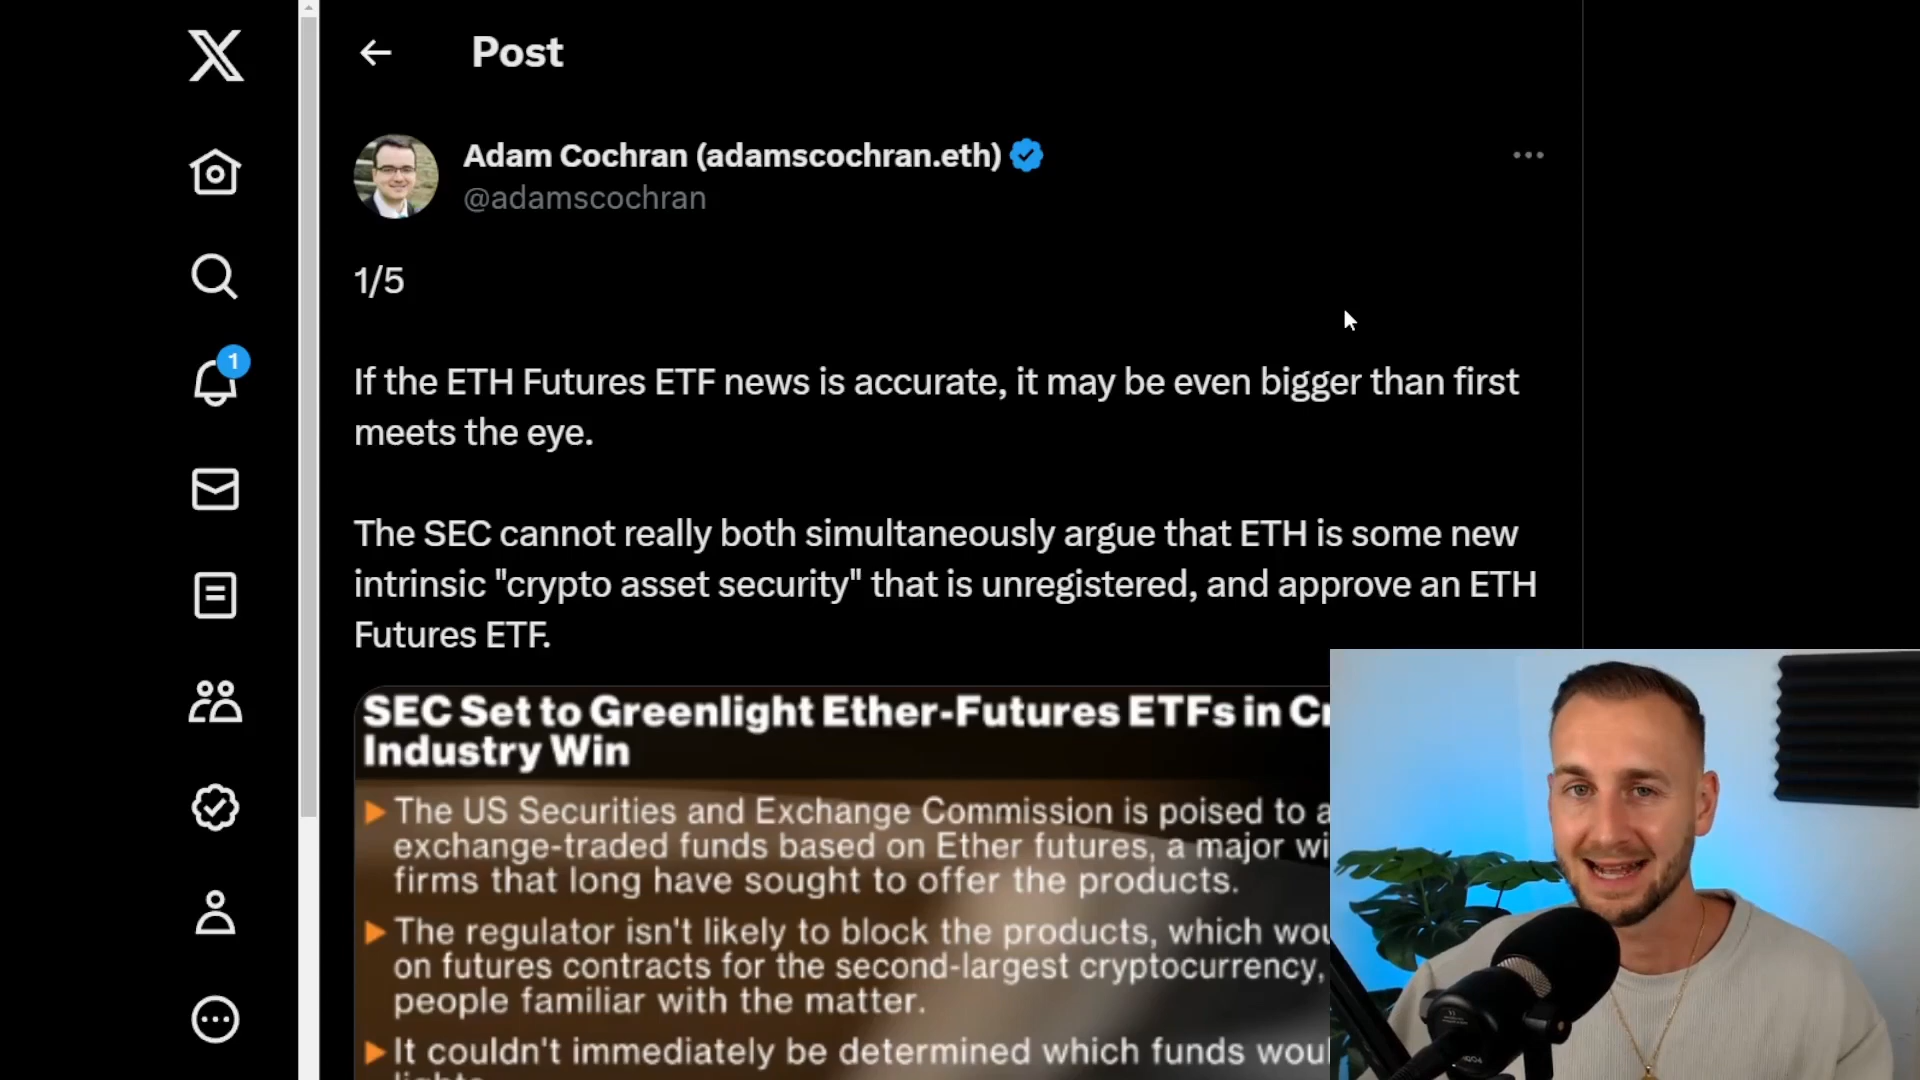 Post
Adam Cochran (adamscochran.eth)
@adamscochran
1/5
1
If the ETH Futures ETF news is accurate, it may be even bigger than first
meets the eye.
The SEC cannot really both simultaneously argue that ETH is some new
intrinsic "crypto asset security" that is unregistered, and approve an ETH
Futures ETF.
SEC Set to Greenlight Ether-Futures ETFs in Cr
Industry Win
The US Securities and Exchange Commission is poised to a
exchange-traded funds based on Ether futures, a major wi
firms that long have sought to offer the products.
The regulator isn't likely to block the products, which wou
on futures contracts for the second-largest cryptocurrency,
people familiar with the matter.
It couldn't immediately be determined which funds woul